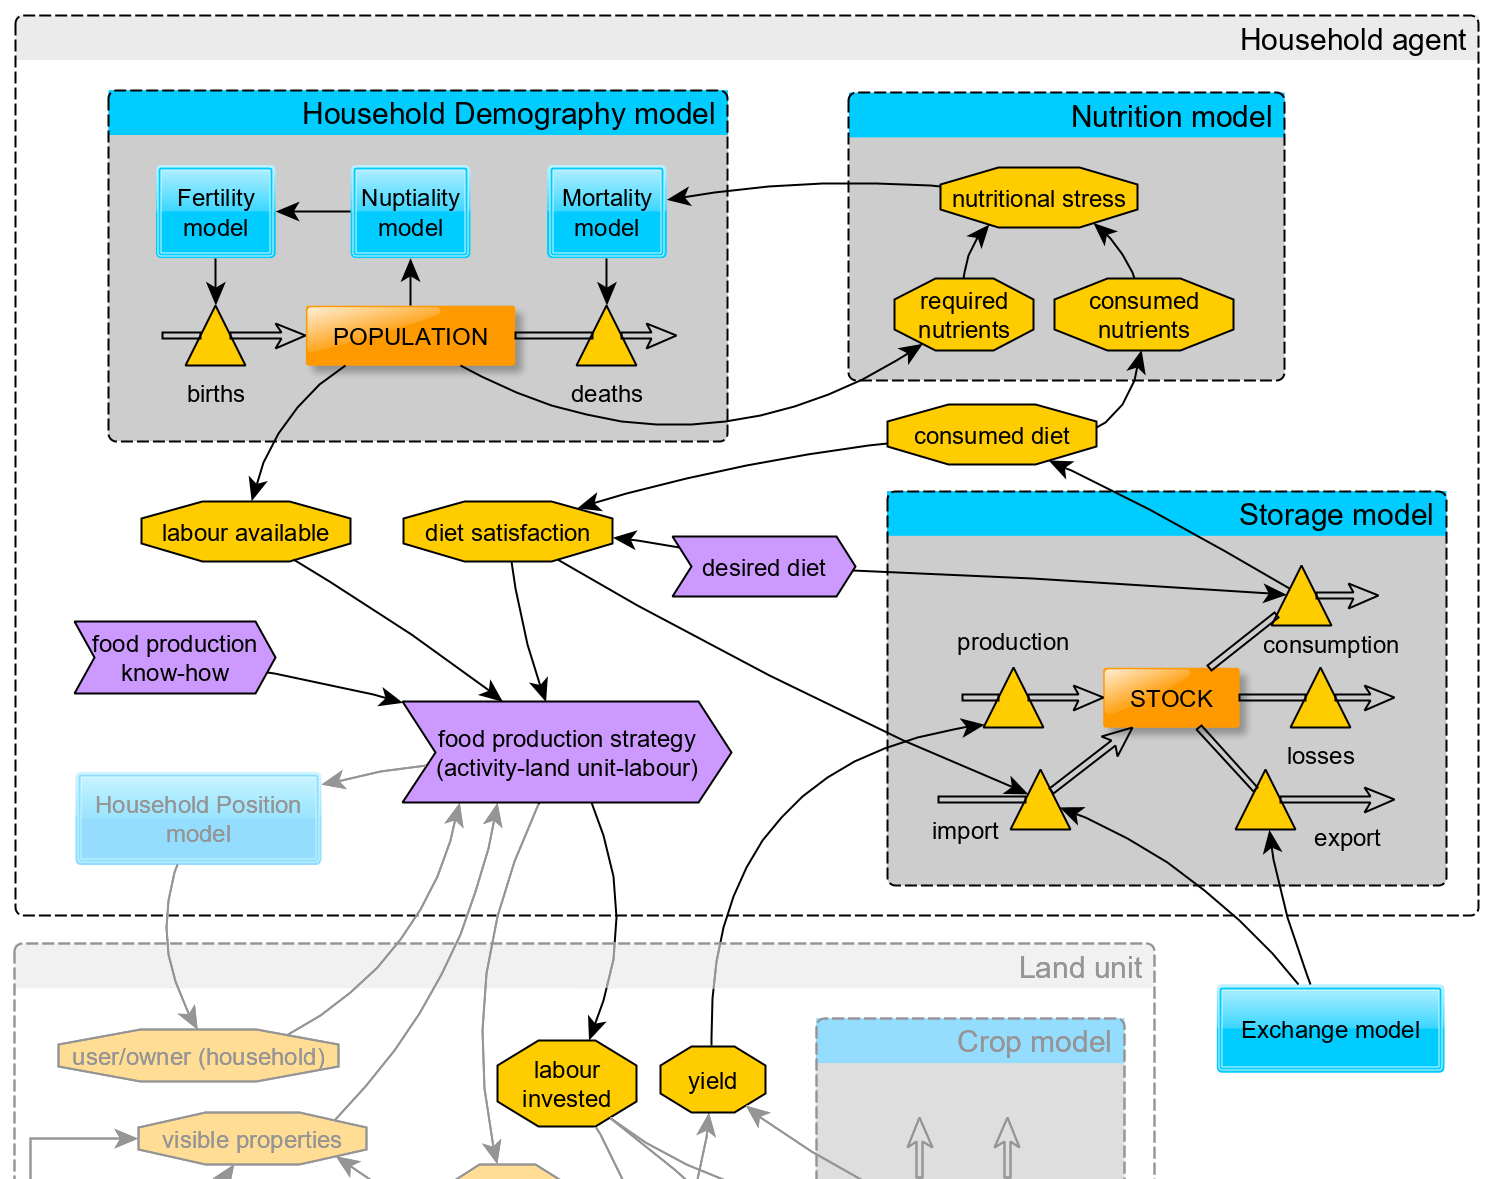 Household agent
Household Demography model
Nutrition model
Fertility
model
Nuptiality
model
Mortality
model
nutritional stress
required
nutrients
consumed
nutrients
POPULATION
births
deaths
consumed diet
Storage model
labour available
diet satisfaction
desired diet
food production
know-how
production
consumption
STOCK
food production strategy
(activity-land unit-labour)
losses
Household Position
model
import
export
Land unit
Exchange model
Crop model
user/owner (household)
labour
invested
yield
visible properties